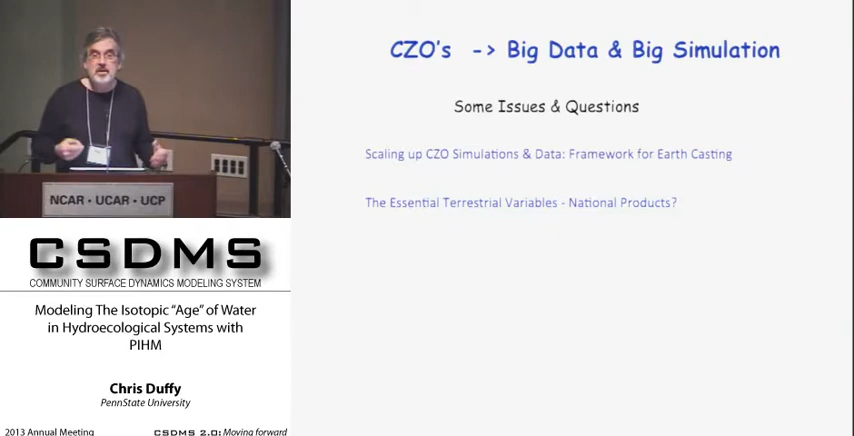 NCAR • UCAR • UCP
CSDMS
COMMUNITY SURFACE DYNAMICS MODELING SYSTEM
Modeling The Isotopic “Age” of Water
in Hydroecological Systems with
PIHM
Chris Duffy
PennState University
2013 Annual Meeting
CSDMS 2.0: Moving forward
CZO's -> Big Data & Big Simulation
Some Issues & Questions
Scaling up CZO Simulations & Data: Framework for Earth Casting
The Essential Terrestrial Variables - National Products?